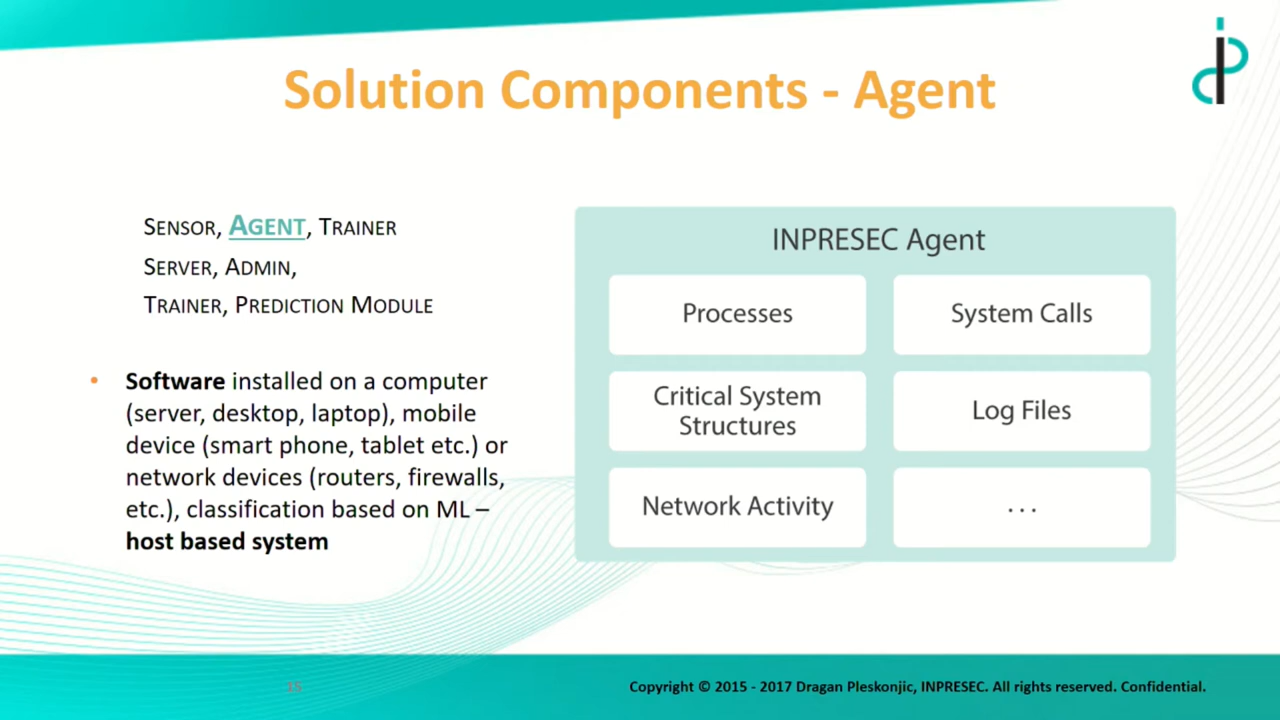 Solution Components - Agent
SENSOR, AGENT, TRAINER
SERVER, ADMIN,
TRAINER, PREDICTION MODULE
• Software installed on a computer
(server, desktop, laptop), mobile
device (smart phone, tablet etc.) or
network devices (routers, firewalls,
etc.), classification based on ML –
host based system
INPRESEC Agent
Processes
System Calls
Critical System
Structures
Log Files
Network Activity
...
15
Copyright © 2015 - 2017 Dragan Pleskonjic, INPRESEC. All rights reserved. Confidential.